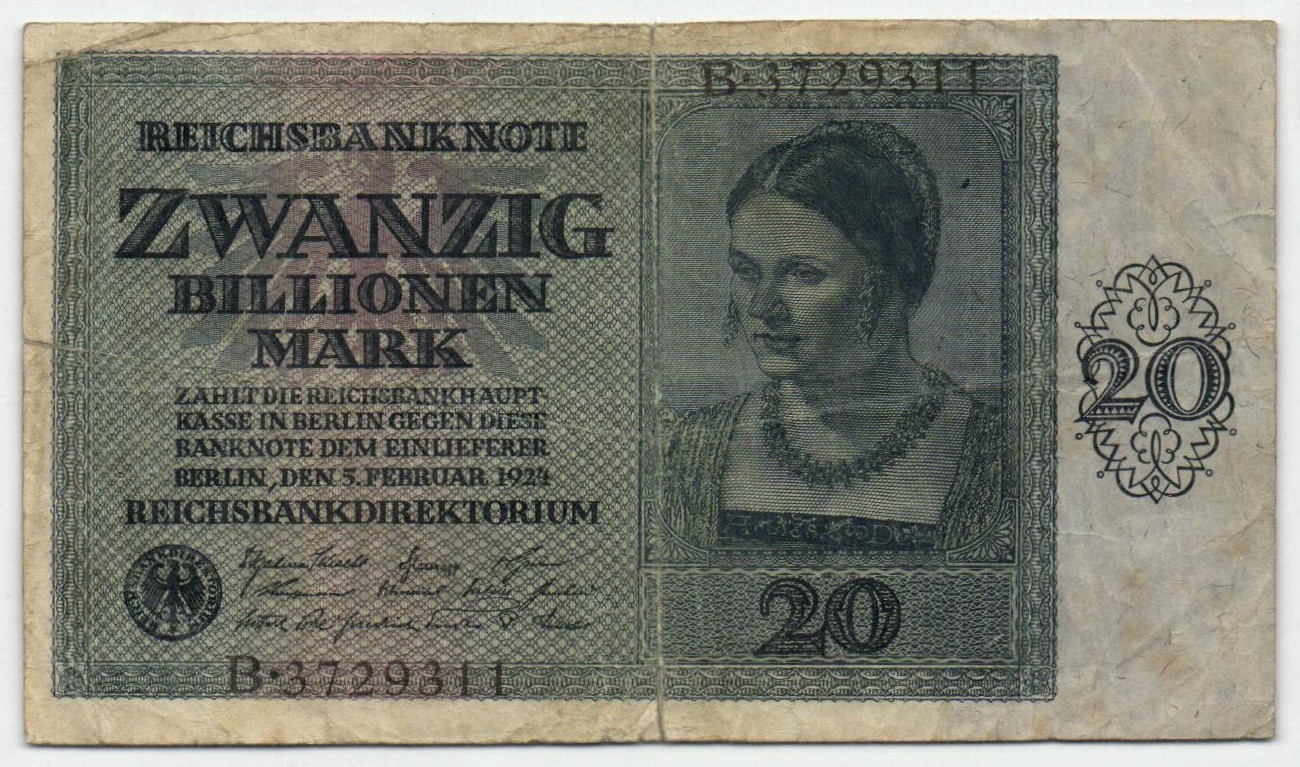 B·3729311
REICHSBANKNOTE
ZWANZIG
BILLIONEN
MARK
ZAHLT DIE REICHSBANKHAUPT-
KASSE IN BERLIN GEGEN DIESE
BANKNOTE DEM EINLIEFERER
BERLIN, DEN 5. FEBRUAR 1924
REICHSBANKDIREKTORIUM
20
20
B·3729311